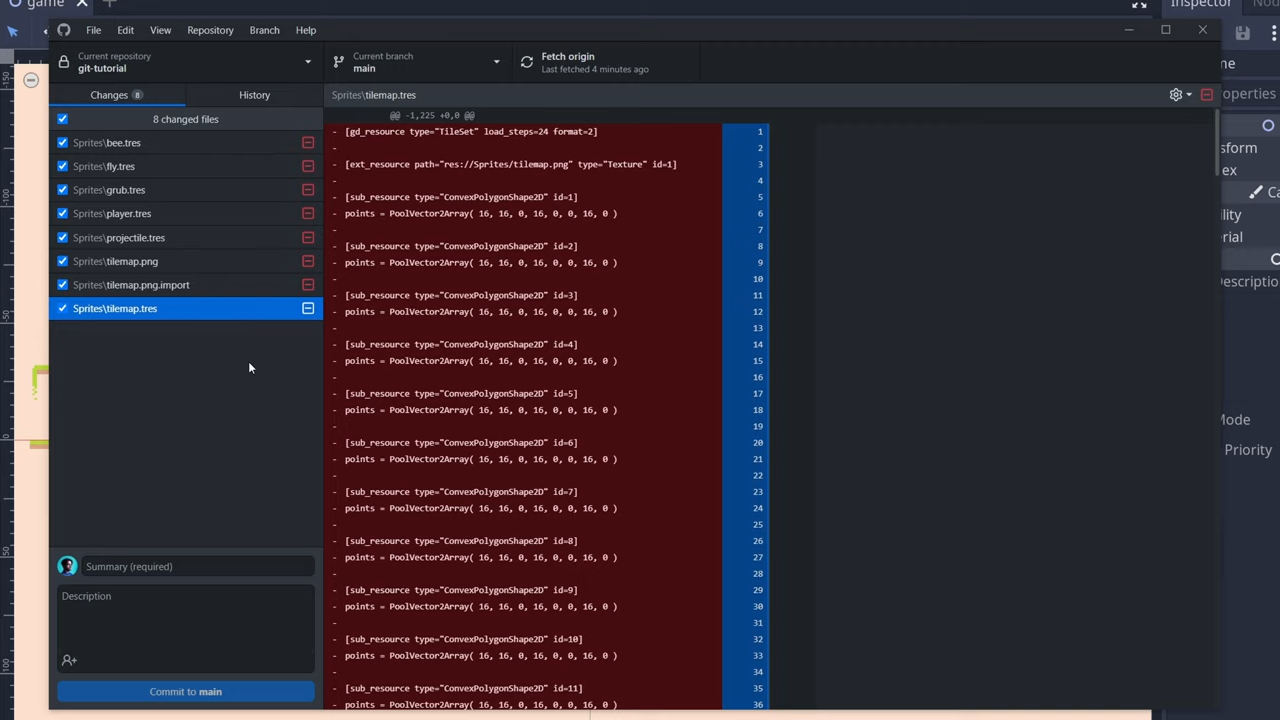 game
Inspector
Nod
File
Edit
View
Repository
Branch
Help
Current repository
git-tutorial
Current branch
main
Fetch origin
Last fetched 4 minutes ago
Changes 8
History
Sprites\tilemap.tres
8 changed files
Sprites\bee.tres
Sprites\fly.tres
Sprites\grub.tres
Sprites\player.tres
Sprites\projectile.tres
Sprites\tilemap.png
Sprites\tilemap.png.import
Sprites\tilemap.tres
@@ -1,225 +0,0 @@
- [gd_resource type="TileSet" load_steps=24 format=2] 1
- 2
- [ext_resource path="res://Sprites/tilemap.png" type="Texture" id=1] 3
- 4
- [sub_resource type="ConvexPolygonShape2D" id=1] 5
- points = PoolVector2Array( 16, 16, 0, 16, 0, 0, 16, 0 ) 6
- 7
- [sub_resource type="ConvexPolygonShape2D" id=2] 8
- points = PoolVector2Array( 16, 16, 0, 16, 0, 0, 16, 0 ) 9
- 10
- [sub_resource type="ConvexPolygonShape2D" id=3] 11
- points = PoolVector2Array( 16, 16, 0, 16, 0, 0, 16, 0 ) 12
- 13
- [sub_resource type="ConvexPolygonShape2D" id=4] 14
- points = PoolVector2Array( 16, 16, 0, 16, 0, 0, 16, 0 ) 15
- 16
- [sub_resource type="ConvexPolygonShape2D" id=5] 17
- points = PoolVector2Array( 16, 16, 0, 16, 0, 0, 16, 0 ) 18
- 19
- [sub_resource type="ConvexPolygonShape2D" id=6] 20
- points = PoolVector2Array( 16, 16, 0, 16, 0, 0, 16, 0 ) 21
- 22
- [sub_resource type="ConvexPolygonShape2D" id=7] 23
- points = PoolVector2Array( 16, 16, 0, 16, 0, 0, 16, 0 ) 24
- 25
- [sub_resource type="ConvexPolygonShape2D" id=8] 26
- points = PoolVector2Array( 16, 16, 0, 16, 0, 0, 16, 0 ) 27
- 28
- [sub_resource type="ConvexPolygonShape2D" id=9] 29
- points = PoolVector2Array( 16, 16, 0, 16, 0, 0, 16, 0 ) 30
- 31
- [sub_resource type="ConvexPolygonShape2D" id=10] 32
- points = PoolVector2Array( 16, 16, 0, 16, 0, 0, 16, 0 ) 33
- 34
- [sub_resource type="ConvexPolygonShape2D" id=11] 35
- points = PoolVector2Array( 16, 16, 0, 16, 0, 0, 16, 0 ) 36
Summary (required)
Description
Commit to main
me
roperties
nsform
ex
Ca
ility
erial
Descriptio
Mode
Priority